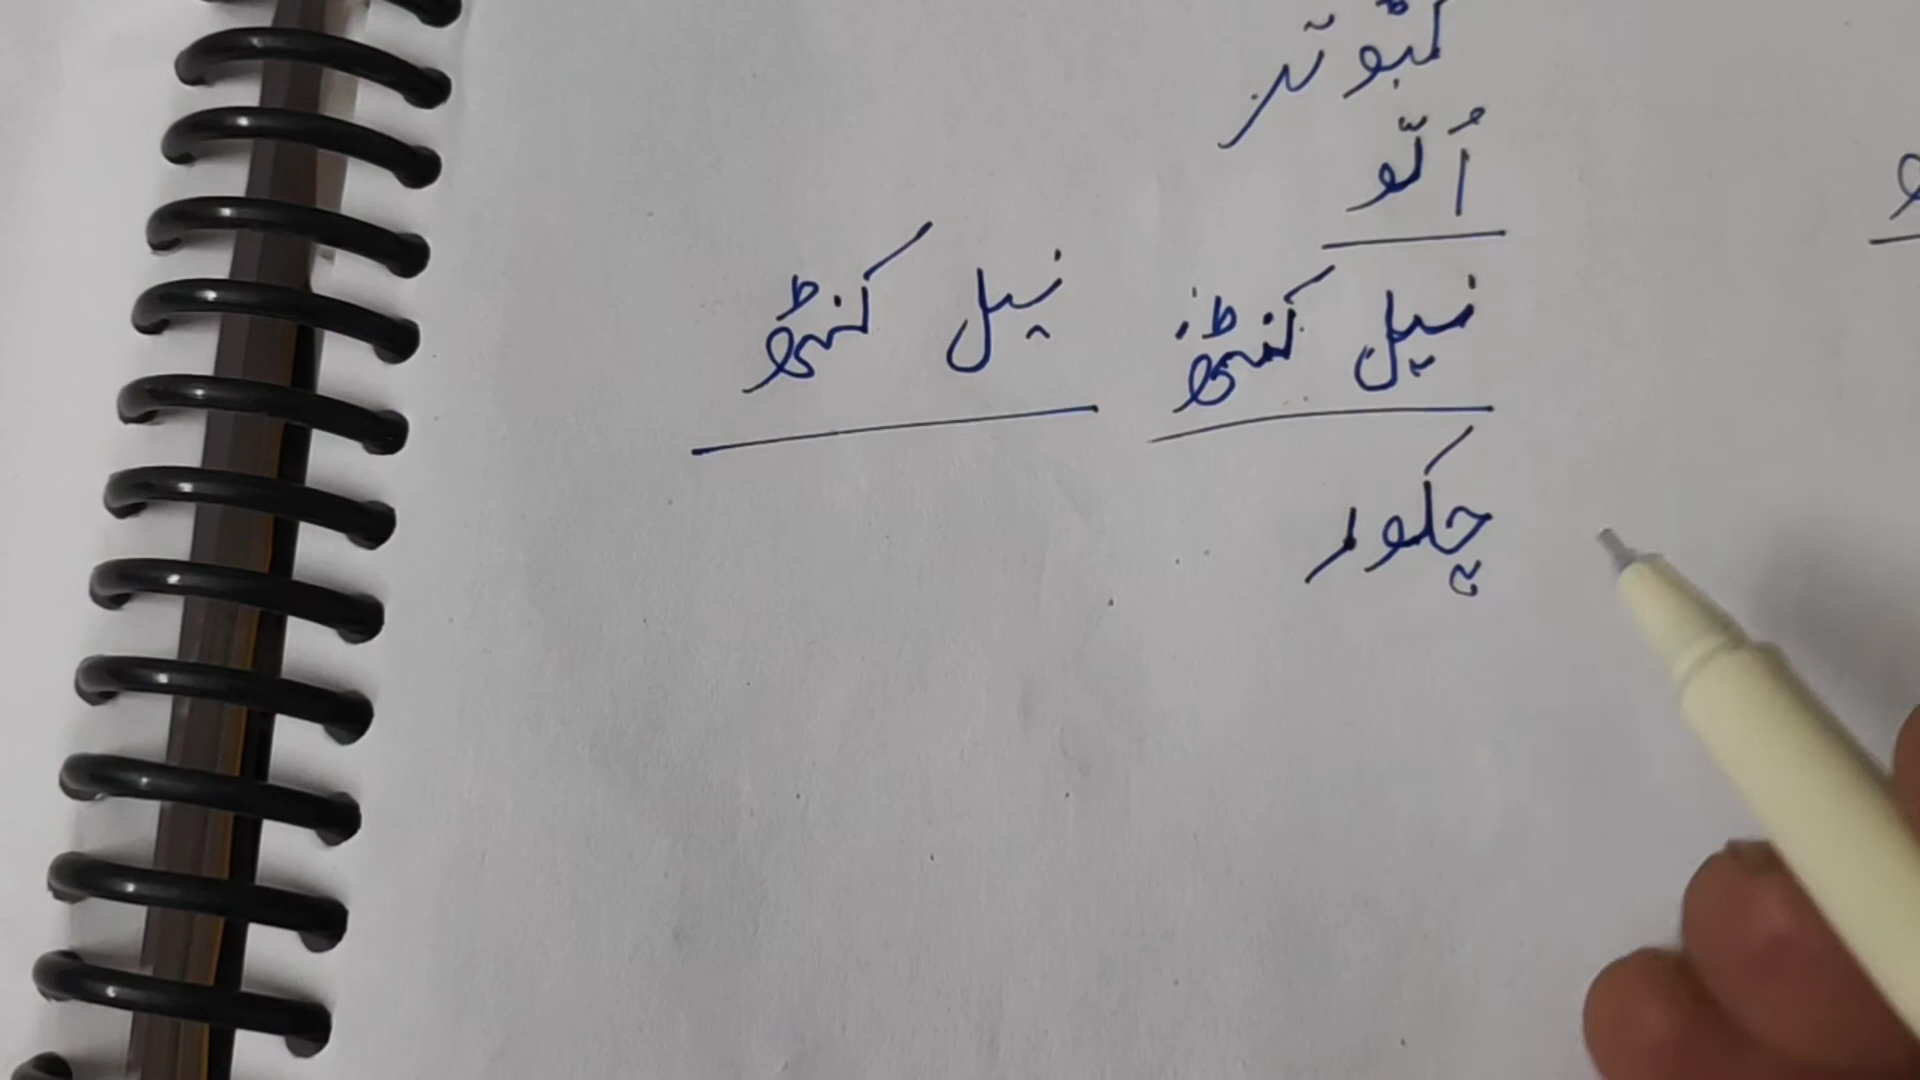 کبوتر
اُلّو
نیل کنٹھ نیل کنٹھ
چکور